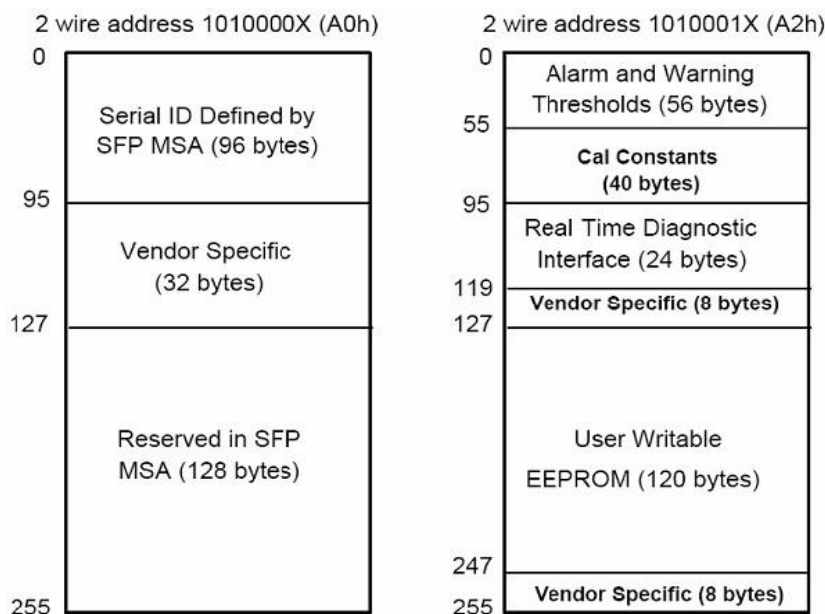 2 wire address 1010000X (A0h)
0
Serial ID Defined by
SFP MSA (96 bytes)
95
Vendor Specific
(32 bytes)
127
Reserved in SFP
MSA (128 bytes)
255
2 wire address 1010001X (A2h)
0
Alarm and Warning
Thresholds (56 bytes)
55
Cal Constants
(40 bytes)
95
Real Time Diagnostic
Interface (24 bytes)
119
Vendor Specific (8 bytes)
127
User Writable
EEPROM (120 bytes)
247
Vendor Specific (8 bytes)
255